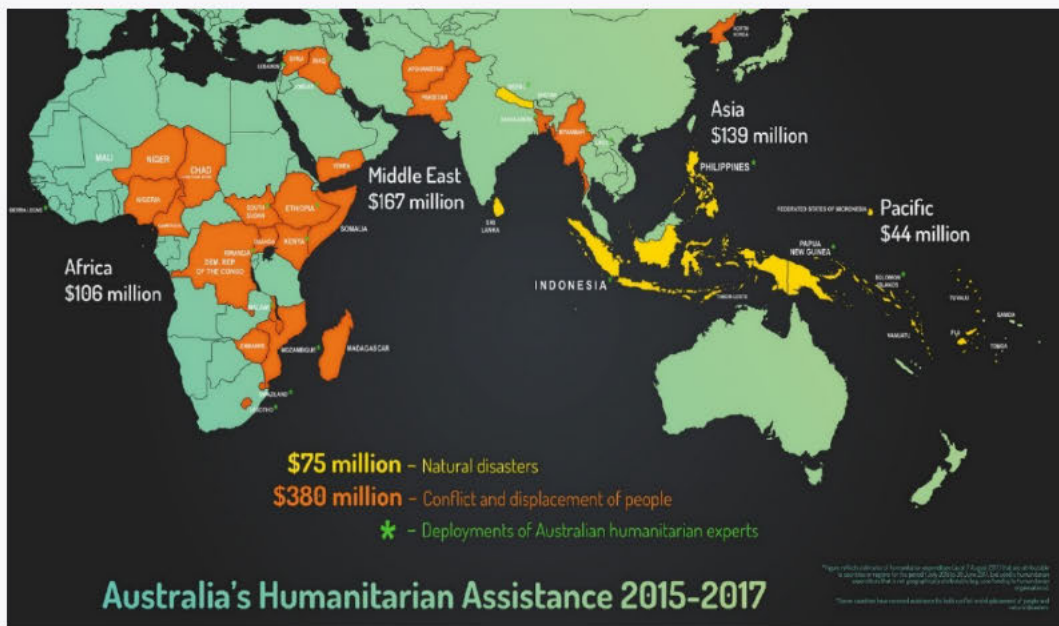 NORTH
KOREA
LEBANON
SYRIA
IRAQ
JORDAN
AFGHANISTAN
PAKISTAN
NEPAL
BHUTAN
BANGLADESH
MYANMAR
LAOS
Asia
$139 million
PHILIPPINES
MALI
NIGER
CHAD
YEMEN
Middle East
$167 million
NIGERIA
SIERRA LEONE
SOUTH
SUDAN
ETHIOPIA
CAMEROON
UGANDA
KENYA
SOMALIA
SRI
LANKA
FEDERATED STATES OF MICRONESIA
Pacific
$44 million
PAPUA
NEW GUINEA
SOLOMON
ISLANDS
RWANDA
DEM. REP
OF THE CONGO
Africa
$106 million
INDONESIA
TIMOR-LESTE
TUVALU
SAMOA
VANUATU
FIJI
TONGA
MALAWI
ZIMBABWE
MOZAMBIQUE
MADAGASCAR
SWAZILAND
LESOTHO
$75 million – Natural disasters
$380 million – Conflict and displacement of people
* – Deployments of Australian humanitarian experts
Australia's Humanitarian Assistance 2015-2017